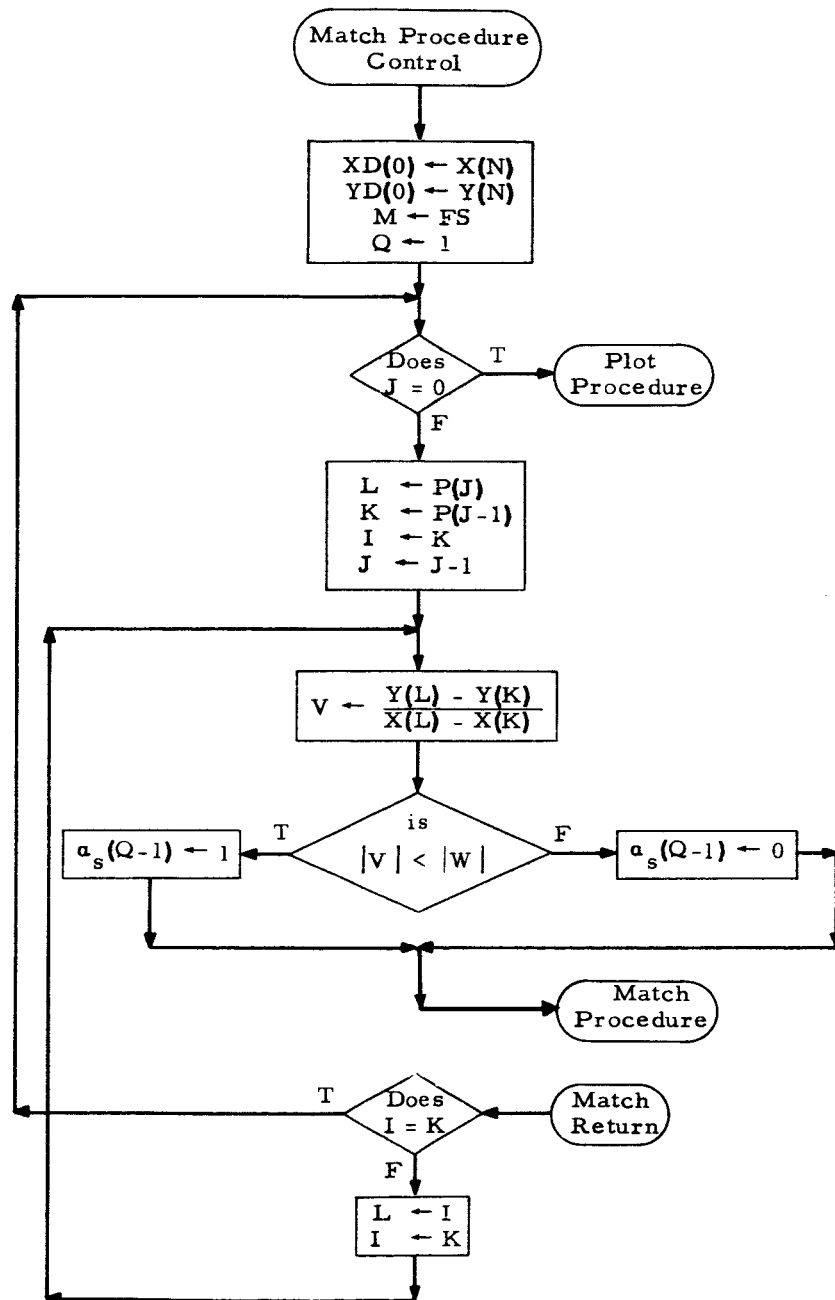 Match Procedure
Control
XD(0) ← X(N)
YD(0) ← Y(N)
M ← FS
Q ← 1
Does
J = 0
T
Plot
Procedure
F
L ← P(J)
K ← P(J-1)
I ← K
J ← J-1
V ← Y(L) - Y(K)
X(L) - X(K)
is
|V| < |W|
T
F
a_s(Q-1) ← 1
a_s(Q-1) ← 0
Match
Procedure
T
Does
I = K
Match
Return
F
L ← I
I ← K